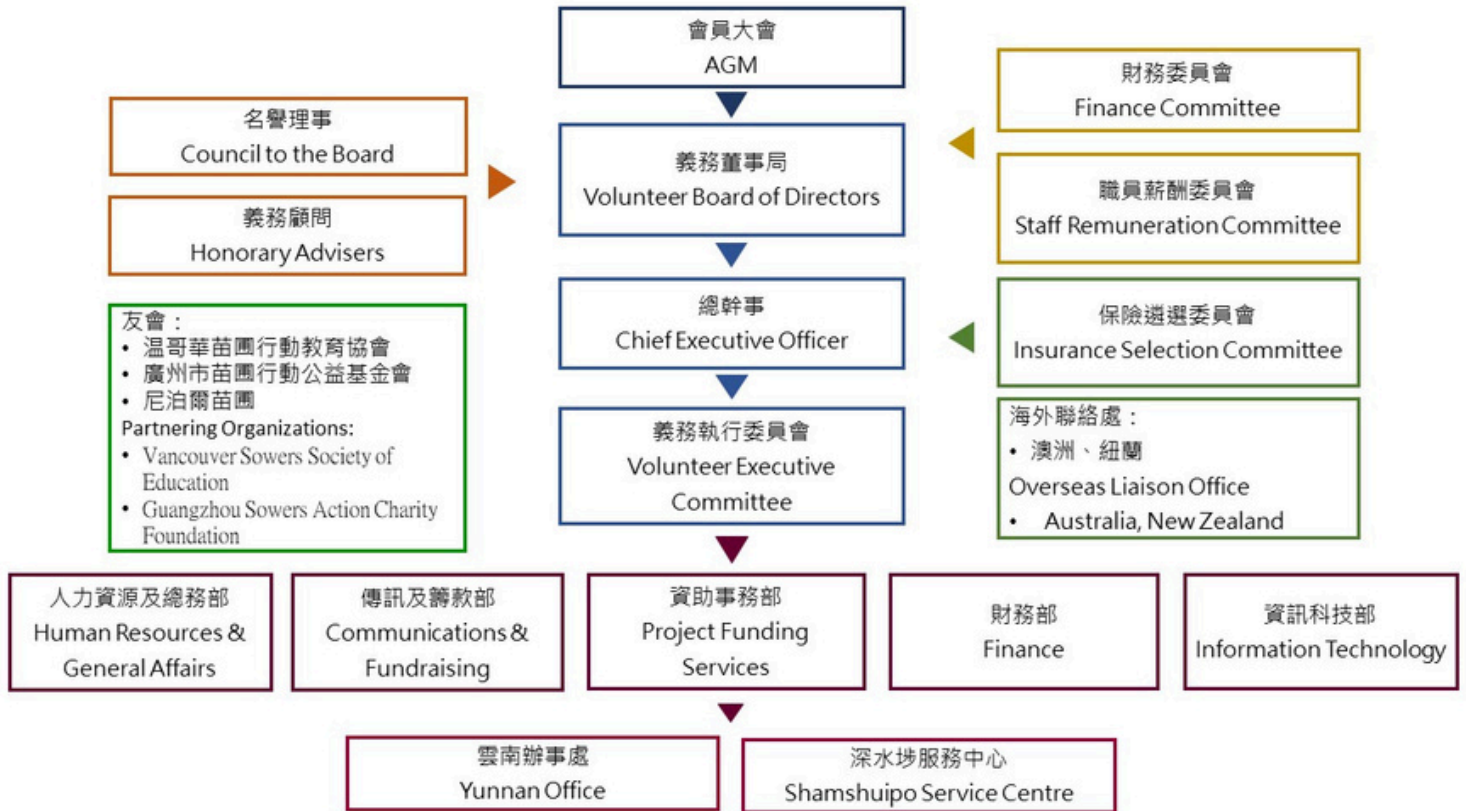 會員大會
AGM
名譽理事
Council to the Board
義務顧問
Honorary Advisers
義務董事局
Volunteer Board of Directors
財務委員會
Finance Committee
職員薪酬委員會
Staff Remuneration Committee
友會：
• 温哥華苗圃行動教育協會
• 廣州市苗圃行動公益基金會
• 尼泊爾苗圃
Partnering Organizations:
• Vancouver Sowers Society of
Education
• Guangzhou Sowers Action Charity
Foundation
總幹事
Chief Executive Officer
義務執行委員會
Volunteer Executive
Committee
保險遴選委員會
Insurance Selection Committee
海外聯絡處：
• 澳洲、紐蘭
Overseas Liaison Office
• Australia, New Zealand
人力資源及總務部
Human Resources &
General Affairs
傳訊及籌款部
Communications &
Fundraising
資助事務部
Project Funding
Services
財務部
Finance
資訊科技部
Information Technology
雲南辦事處
Yunnan Office
深水埗服務中心
Shamshuipo Service Centre